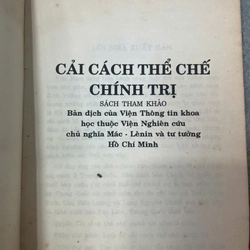 CẢI CÁCH THỂ CHẾ
CHÍNH TRỊ
SÁCH THAM KHẢO
Bản dịch của Viện Thông tin khoa
học thuộc Viện Nghiên cứu
chủ nghĩa Mác - Lênin và tư tưởng
Hồ Chí Minh